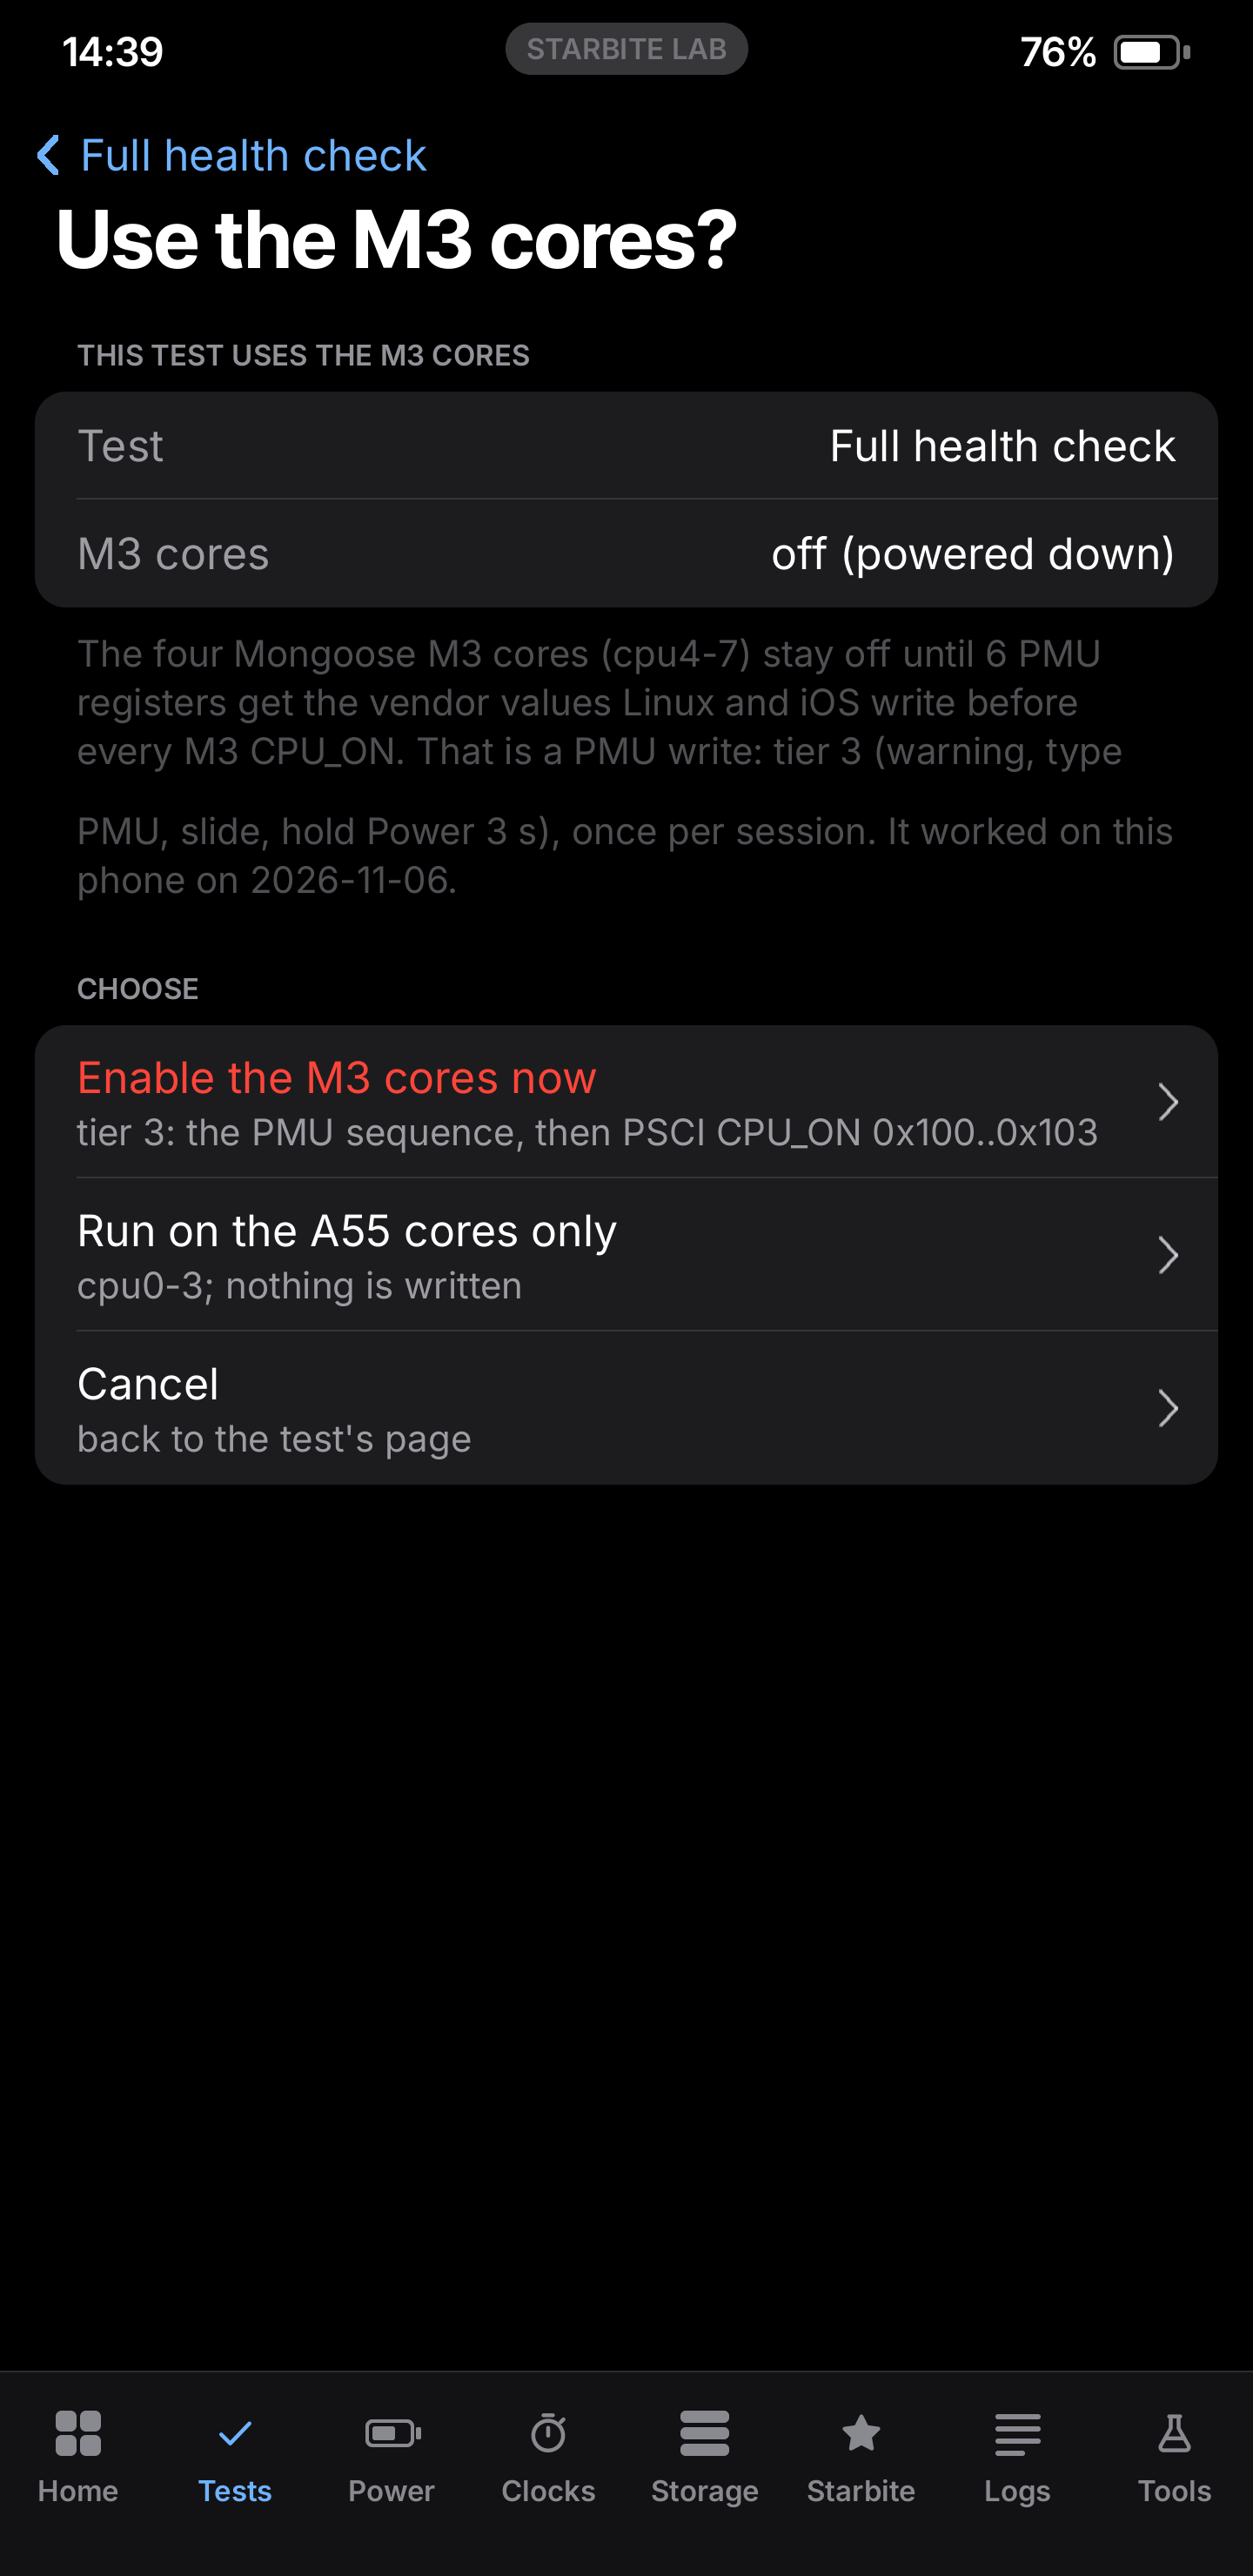 14:39
STARBITE LAB
76%
Full health check
Use the M3 cores?
THIS TEST USES THE M3 CORES
Test
Full health check
M3 cores
off (powered down)
The four Mongoose M3 cores (cpu4-7) stay off until 6 PMU
registers get the vendor values Linux and iOS write before
every M3 CPU_ON. That is a PMU write: tier 3 (warning, type
PMU, slide, hold Power 3 s), once per session. It worked on this
phone on 2026-11-06.
CHOOSE
Enable the M3 cores now
tier 3: the PMU sequence, then PSCI CPU_ON 0x100..0x103
Run on the A55 cores only
cpu0-3; nothing is written
Cancel
back to the test's page
Home
Tests
Power
Clocks
Storage
Starbite
Logs
Tools